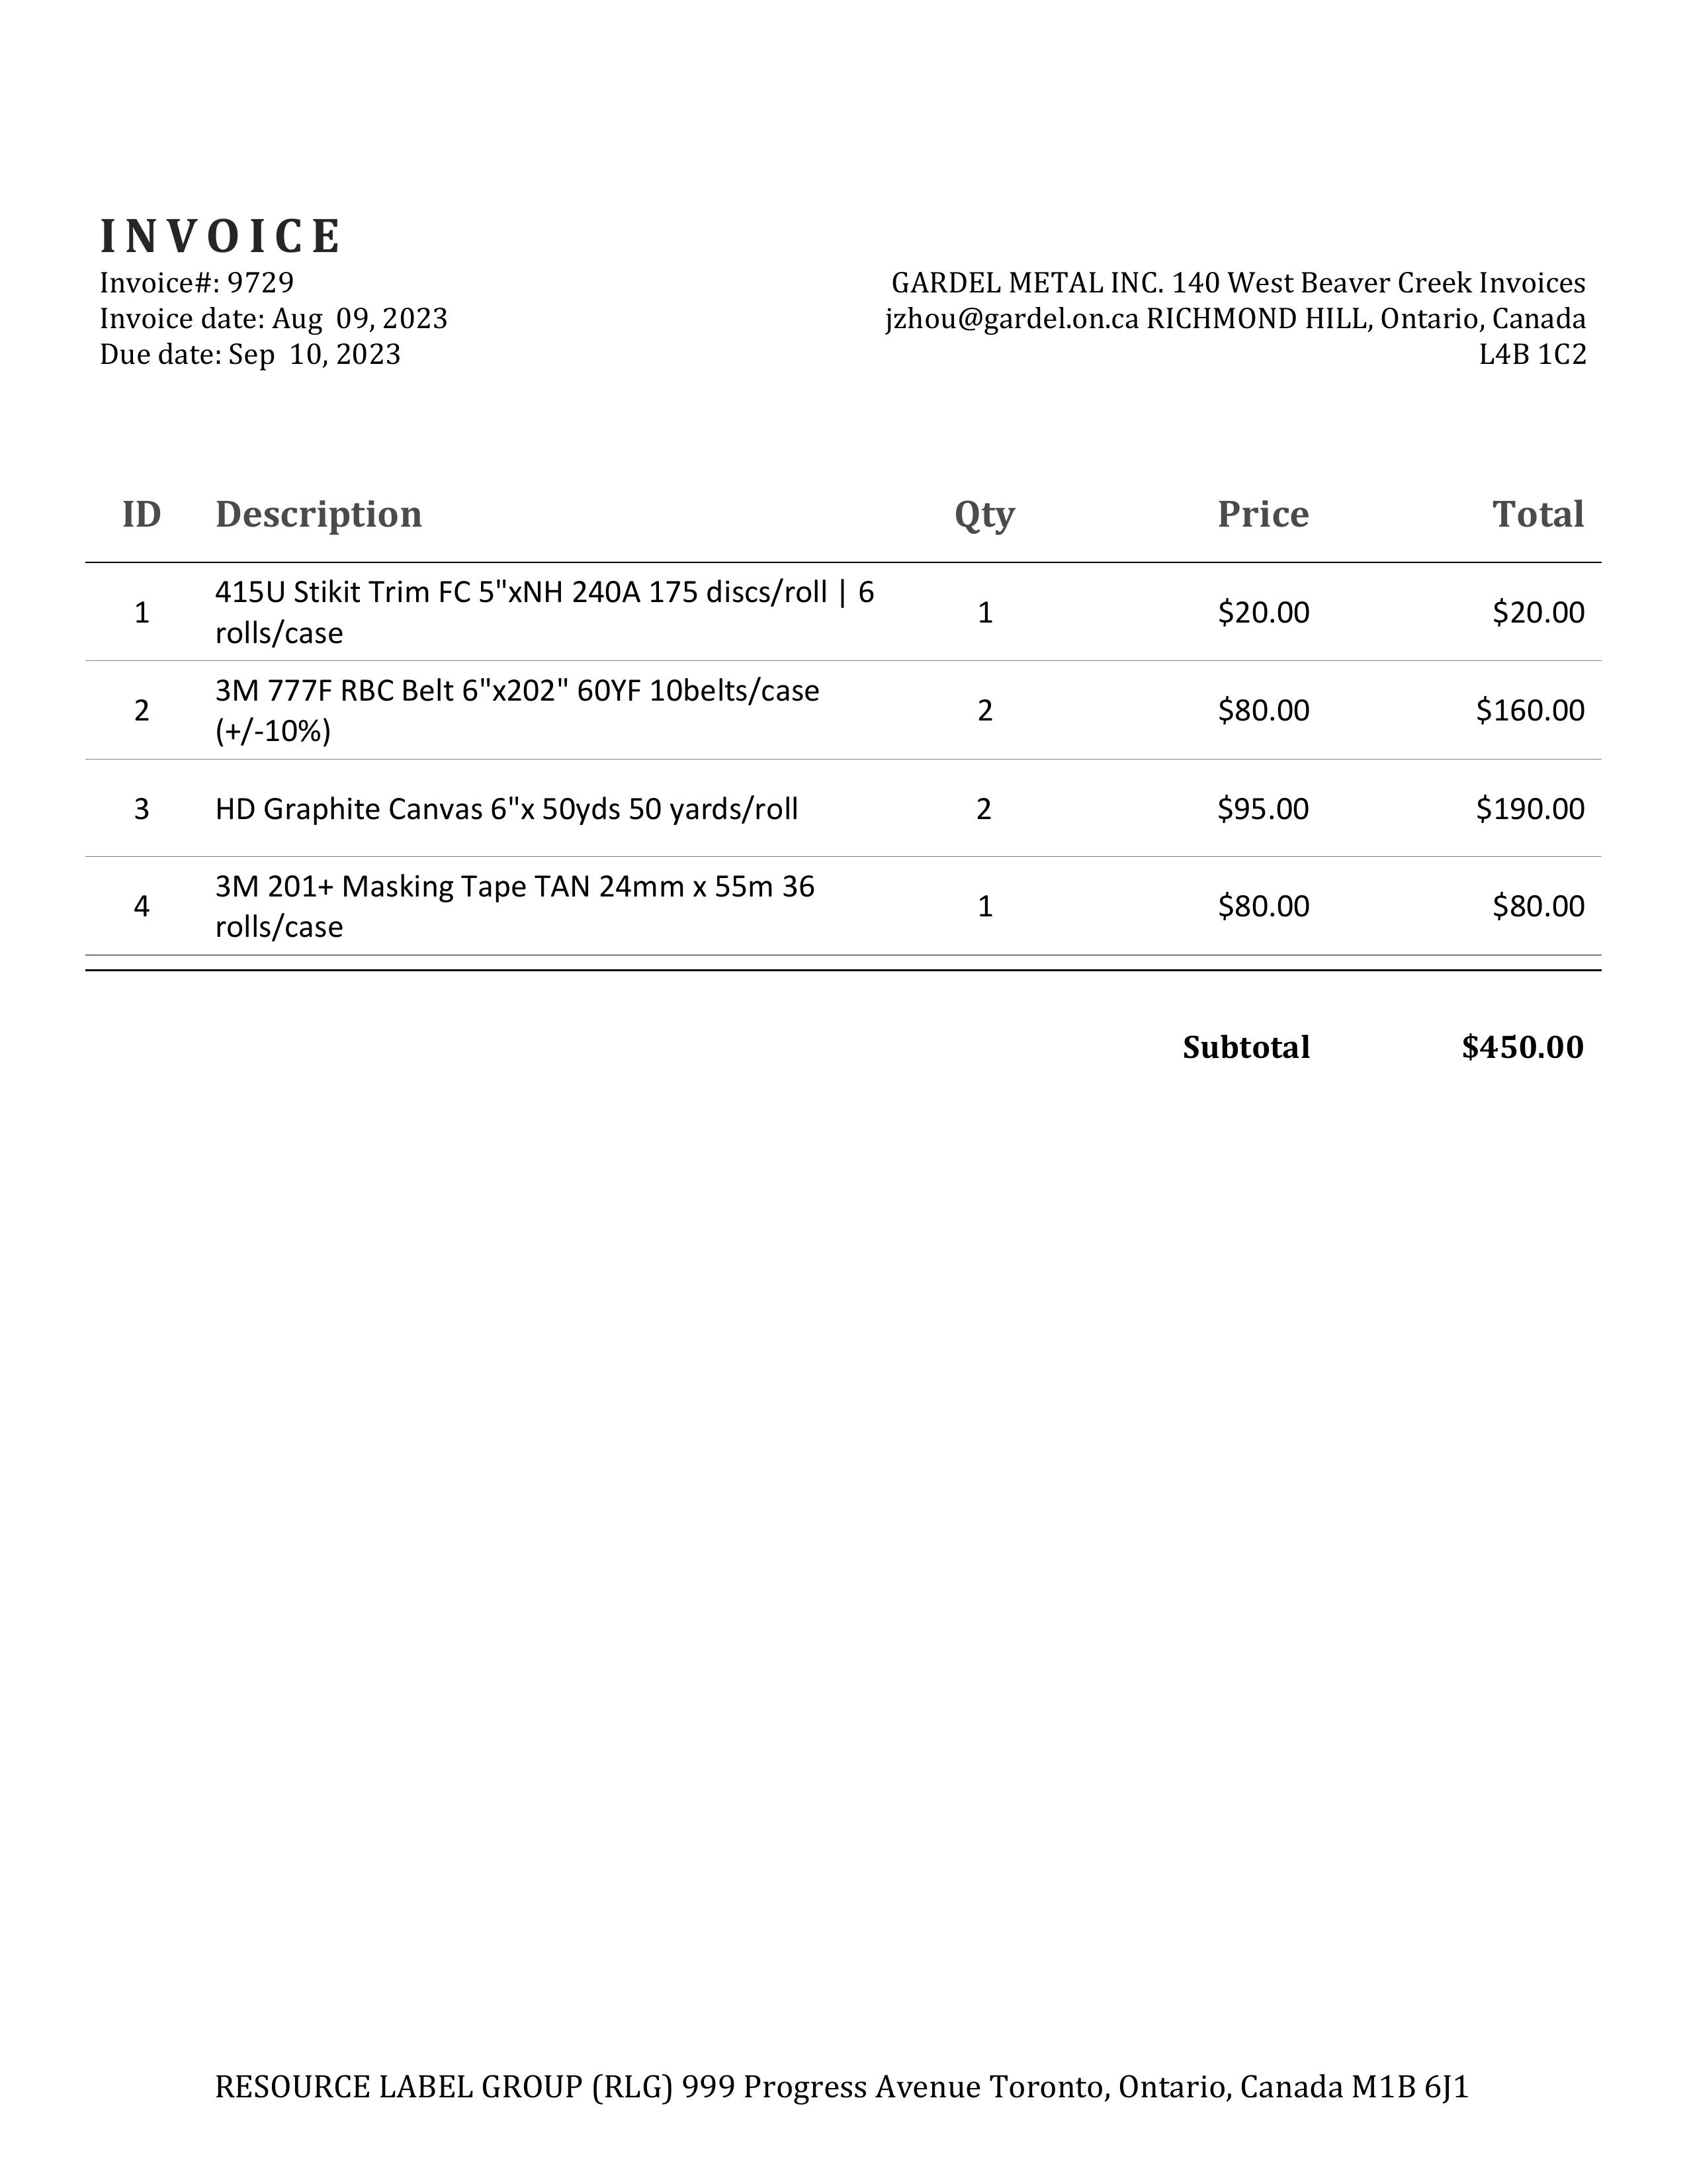 INVOICE
Invoice#: 9729
Invoice date: Aug  09, 2023
Due date: Sep  10, 2023
GARDEL METAL INC. 140 West Beaver Creek Invoices
jzhou@gardel.on.ca RICHMOND HILL, Ontario, Canada
L4B 1C2
ID Description Qty Price Total
1 415U Stikit Trim FC 5"xNH 240A 175 discs/roll | 6 1 $20.00 $20.00
rolls/case
2 3M 777F RBC Belt 6"x202" 60YF 10belts/case 2 $80.00 $160.00
(+/-10%)
3 HD Graphite Canvas 6"x 50yds 50 yards/roll 2 $95.00 $190.00
4 3M 201+ Masking Tape TAN 24mm x 55m 36 1 $80.00 $80.00
rolls/case
Subtotal $450.00
RESOURCE LABEL GROUP (RLG) 999 Progress Avenue Toronto, Ontario, Canada M1B 6J1